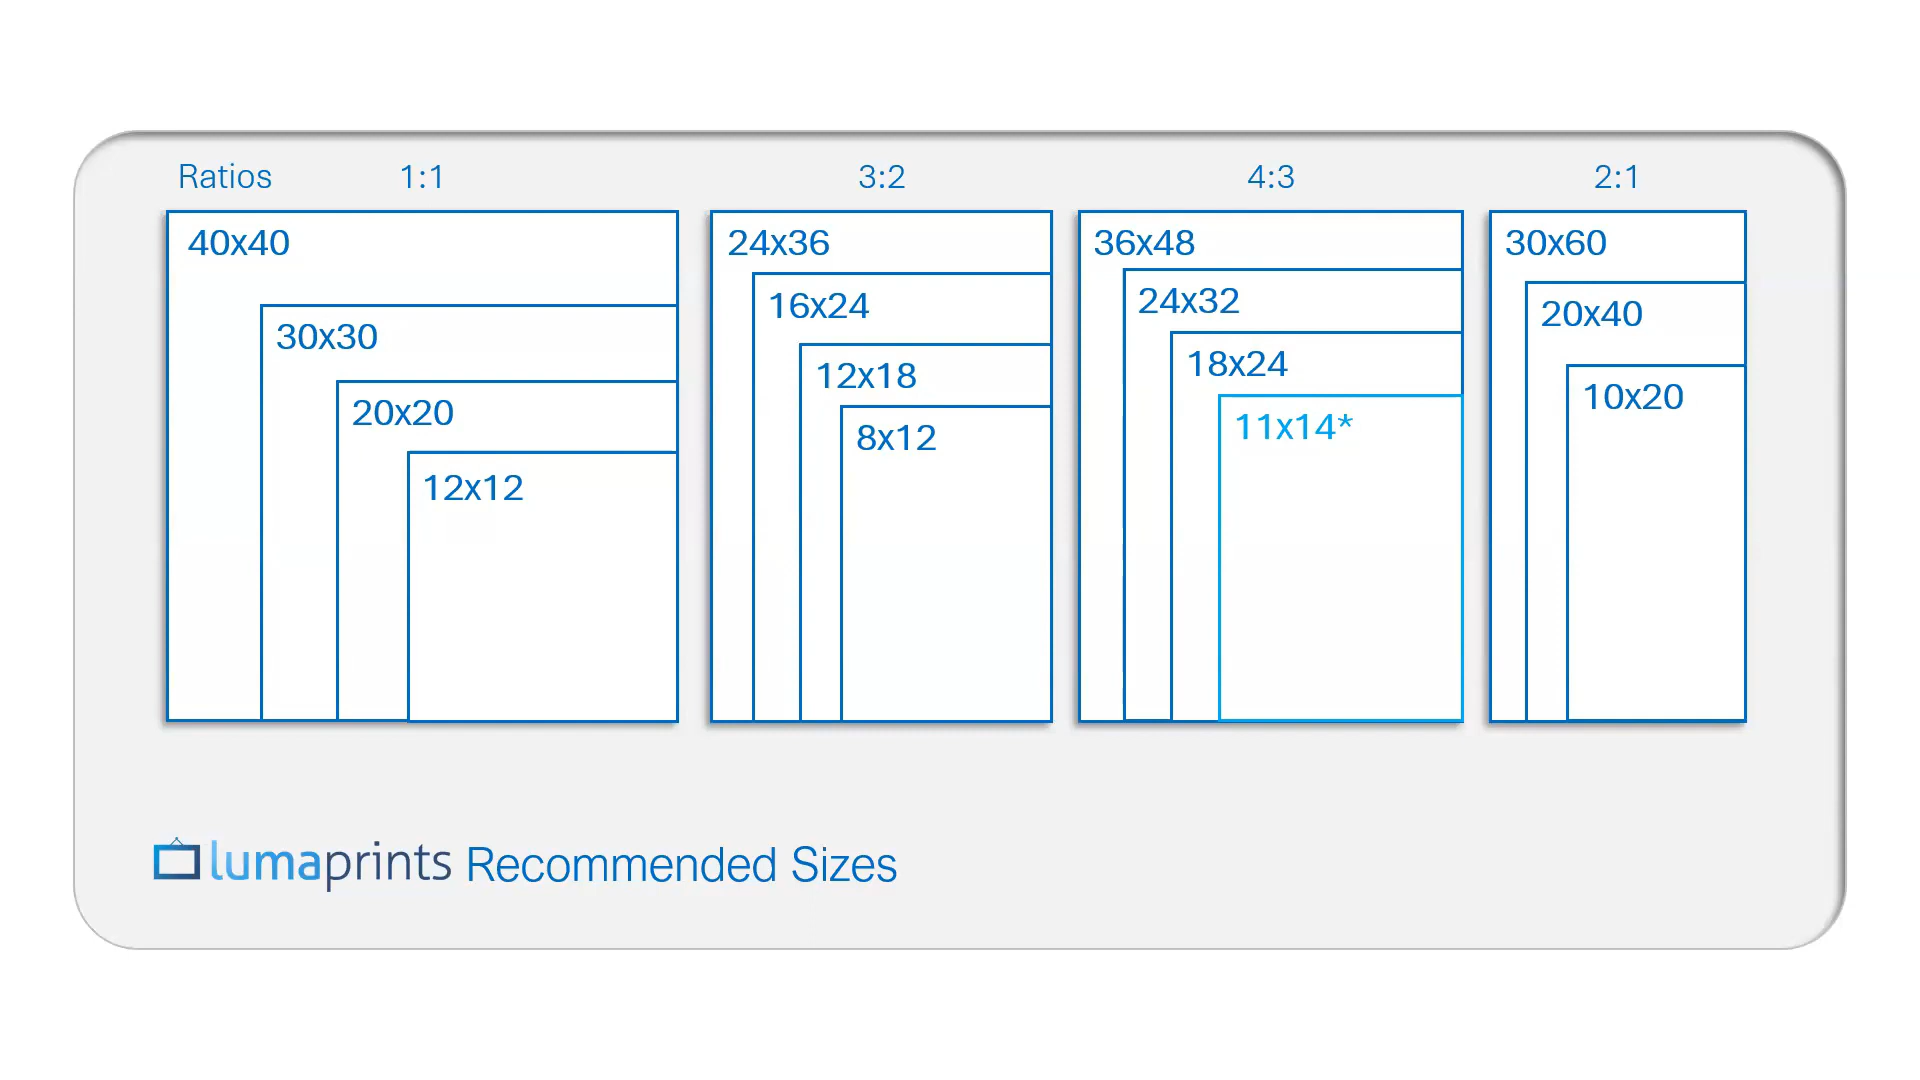 Ratios 1:1 3:2 4:3 2:1
40x40
30x30
20x20
12x12
24x36
16x24
12x18
8x12
36x48
24x32
18x24
11x14*
30x60
20x40
10x20
lumaprints Recommended Sizes